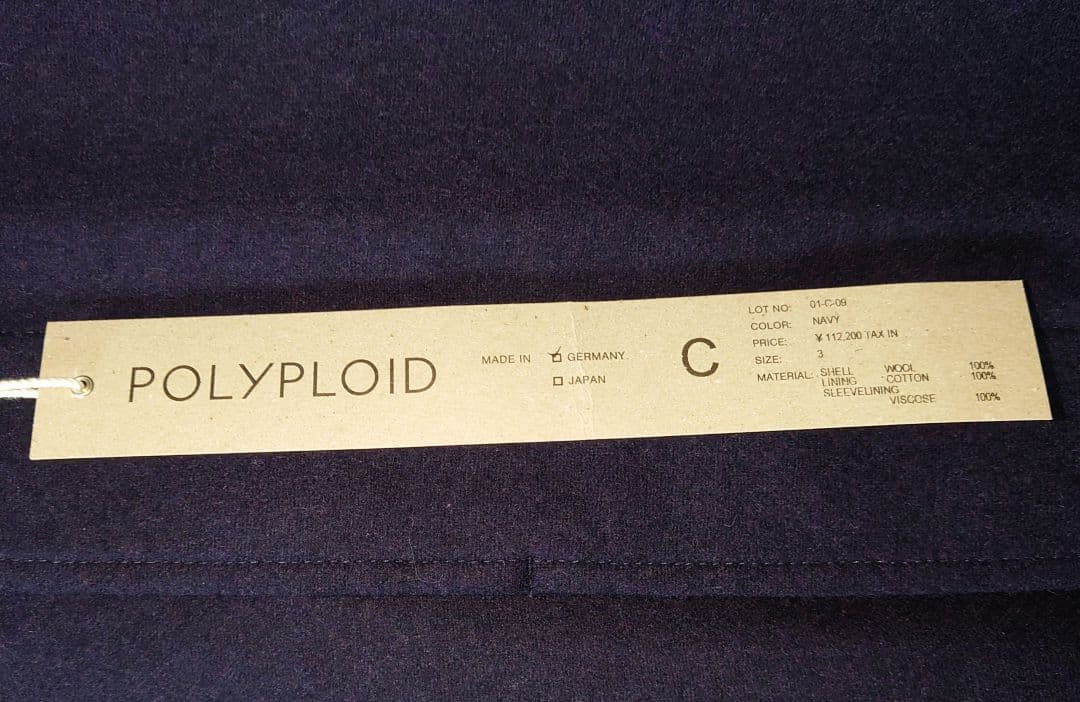 POLYPLOID
MADE IN ☑ GERMANY
☐ JAPAN
C
LOT NO: 01-C-09
COLOR: NAVY
PRICE: ¥ 112,200 TAX IN
SIZE: 3
MATERIAL: SHELL WOOL 100%
LINING COTTON 100%
SLEEVELINING
VISCOSE 100%